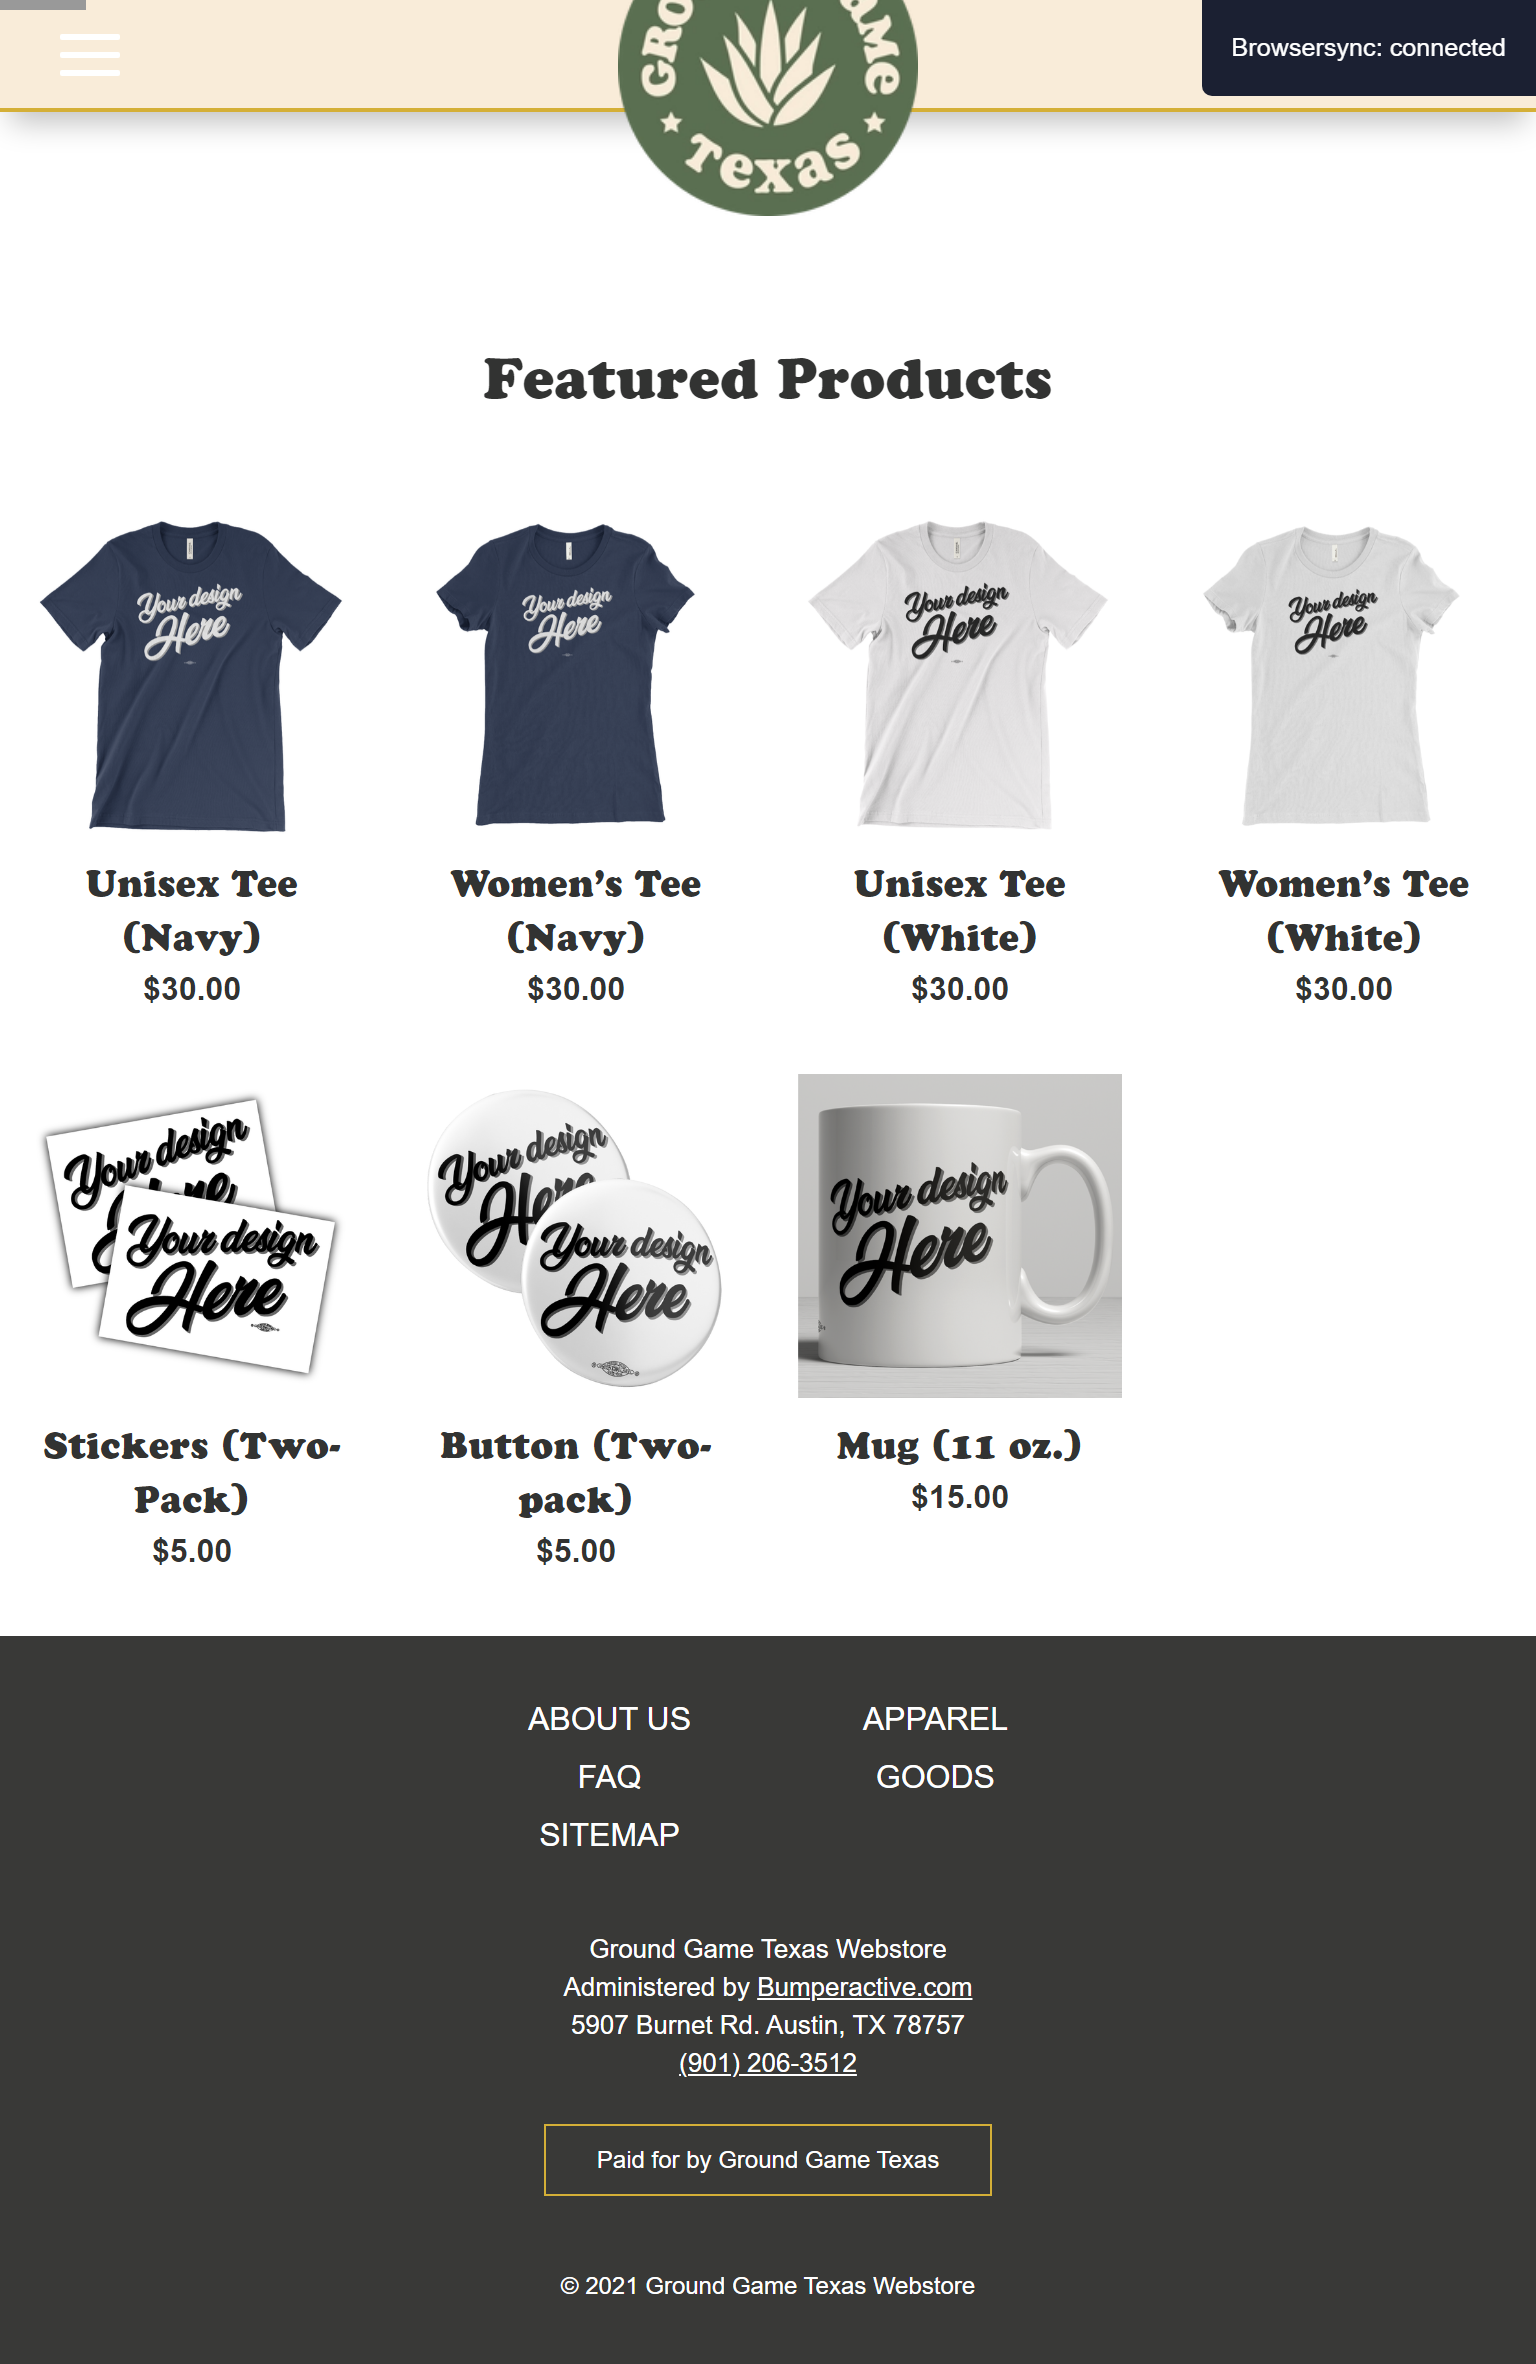 Browsersync: connected
Texas
Featured Products
Your design
Here
Your design
Here
Your design
Here
Your design
Here
Unisex Tee
(Navy)
$30.00
Women's Tee
(Navy)
$30.00
Unisex Tee
(White)
$30.00
Women's Tee
(White)
$30.00
Your design
Here
Your design
Here
Your design
Here
Your design
Here
Your design
Here
Stickers (Two-
Pack)
$5.00
Button (Two-
pack)
$5.00
Mug (11 oz.)
$15.00
ABOUT US
FAQ
SITEMAP
APPAREL
GOODS
Ground Game Texas Webstore
Administered by Bumperactive.com
5907 Burnet Rd. Austin, TX 78757
(901) 206-3512
Paid for by Ground Game Texas
© 2021 Ground Game Texas Webstore